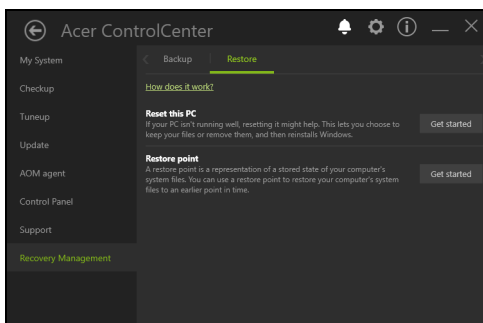 Acer ControlCenter
My System
Checkup
Tuneup
Update
AOM agent
Control Panel
Support
Recovery Management
Backup
Restore
How does it work?
Reset this PC
If your PC isn't running well, resetting it might help. This lets you choose to
keep your files or remove them, and then reinstalls Windows.
Get started
Restore point
A restore point is a representation of a stored state of your computer's
system files. You can use a restore point to restore your computer's system
files to an earlier point in time.
Get started